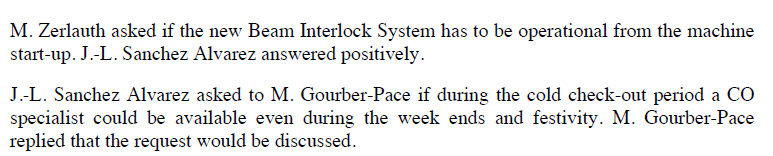 M. Zerlauth asked if the new Beam Interlock System has to be operational from the machine
start-up. J.-L. Sanchez Alvarez answered positively.
J.-L. Sanchez Alvarez asked to M. Gourber-Pace if during the cold check-out period a CO
specialist could be available even during the week ends and festivity. M. Gourber-Pace
replied that the request would be discussed.